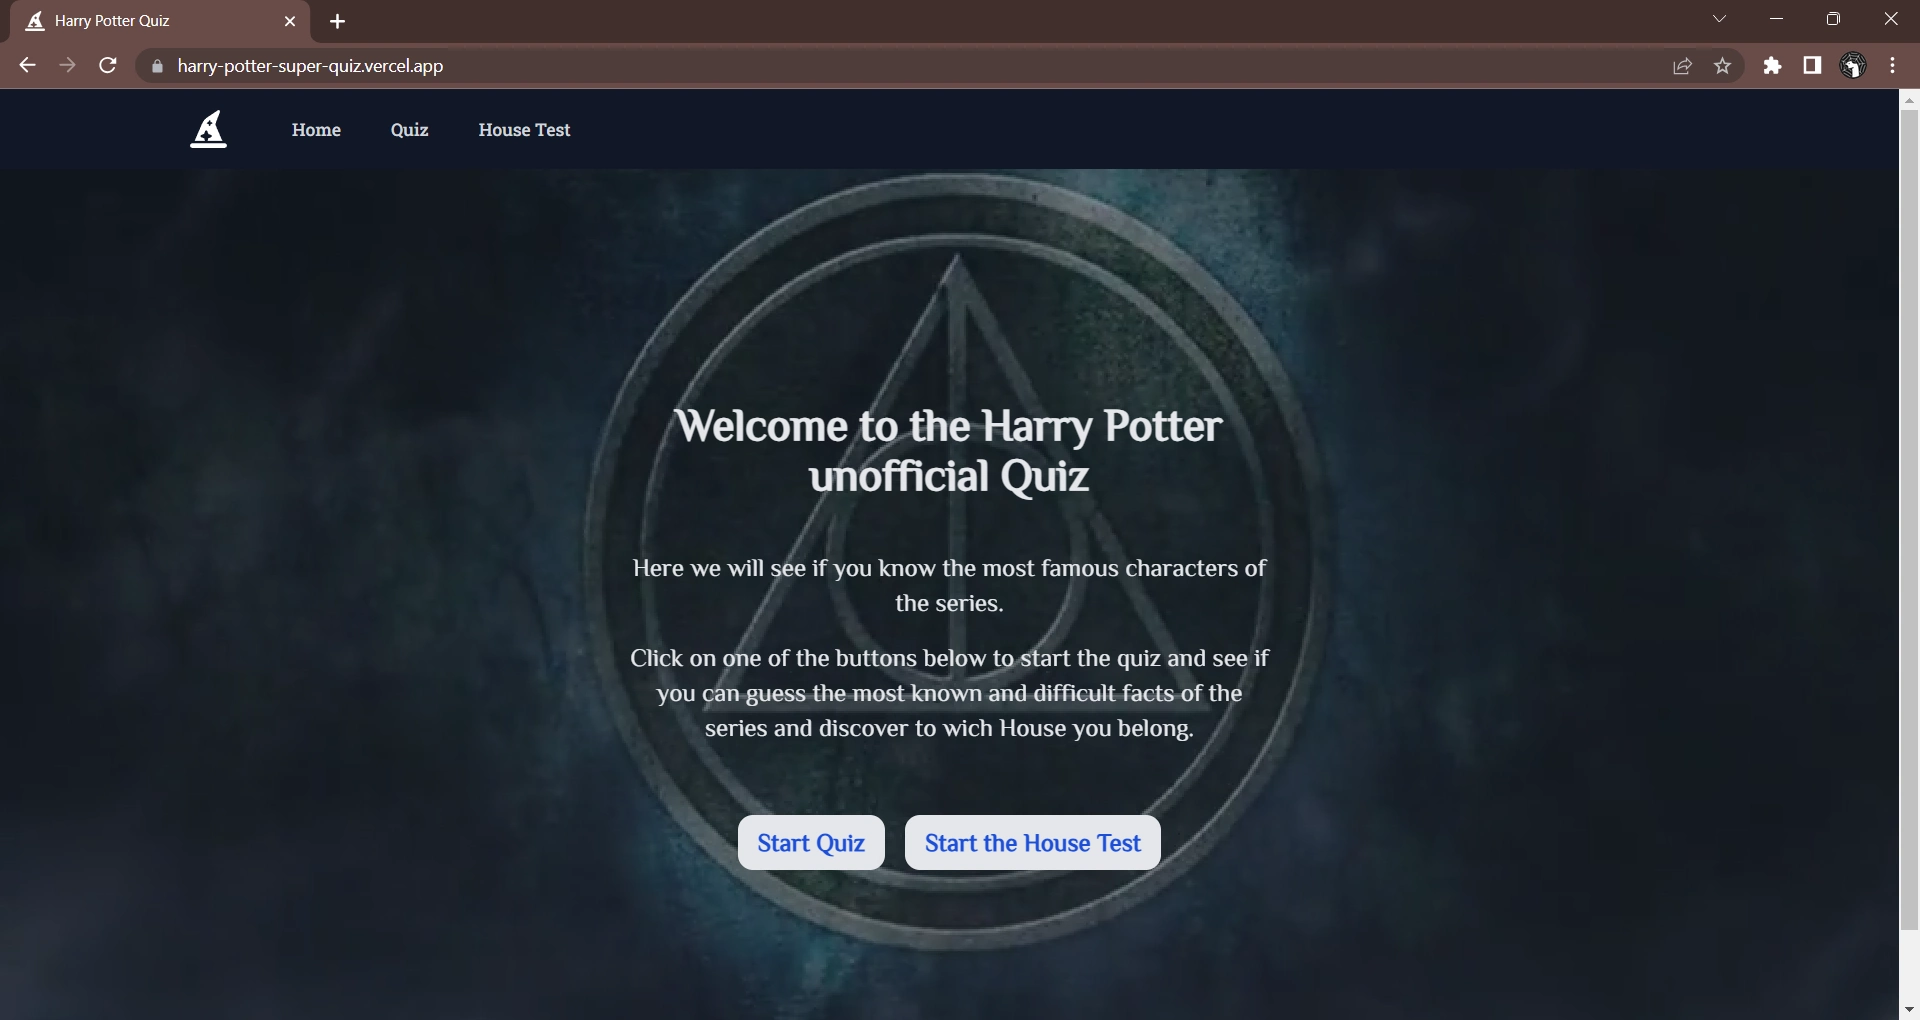 Harry Potter Quiz
harry-potter-super-quiz.vercel.app
Home Quiz House Test
Welcome to the Harry Potter
unofficial Quiz
Here we will see if you know the most famous characters of
the series.
Click on one of the buttons below to start the quiz and see if
you can guess the most known and difficult facts of the
series and discover to wich House you belong.
Start Quiz Start the House Test